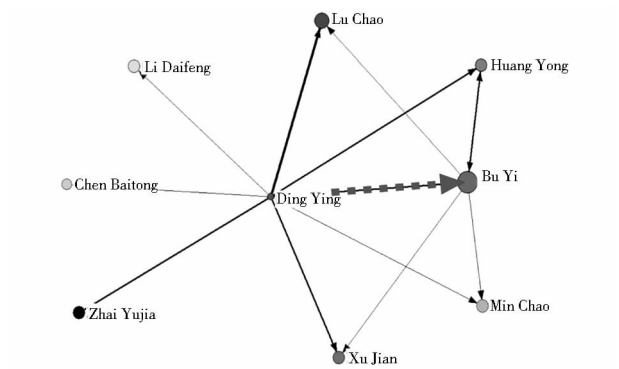 Lu Chao
Li Daifeng
Huang Yong
Bu Yi
Chen Baitong
Ding Ying
Min Chao
Zhai Yujia
Xu Jian